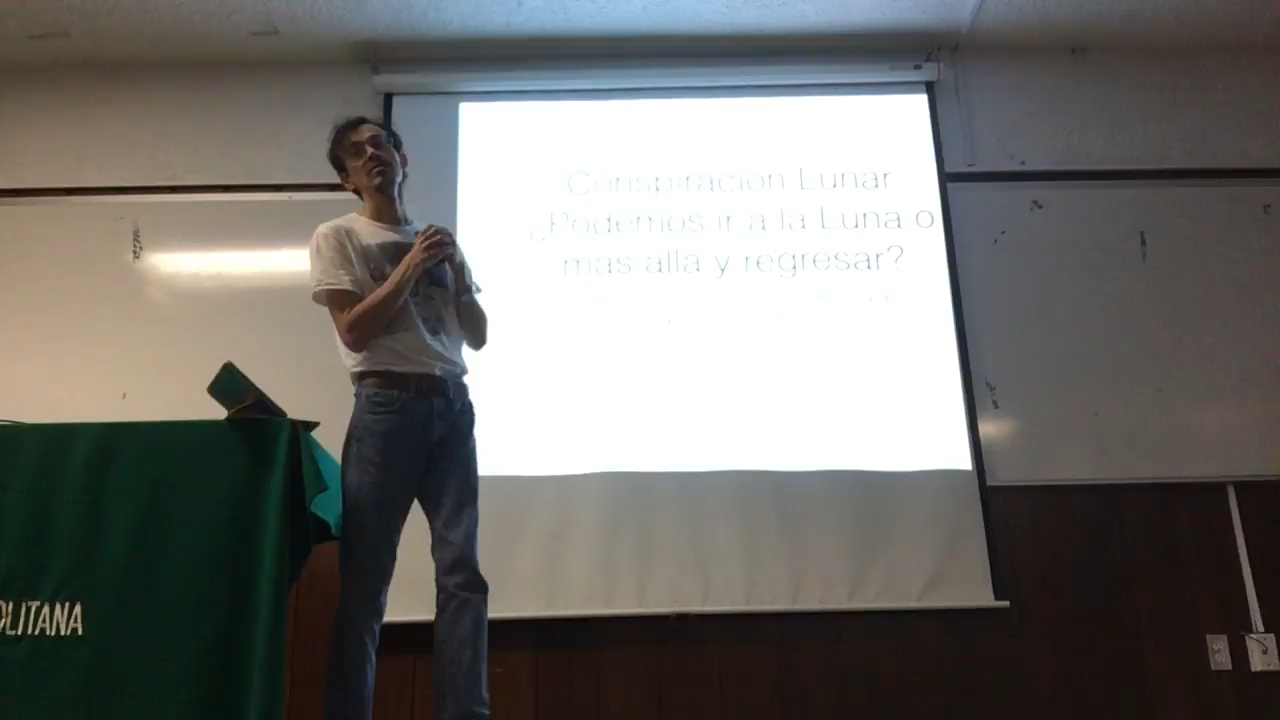 Conspiracion Lunar
¿Podemos ir a la Luna o
mas alla y regresar?
OLITANA